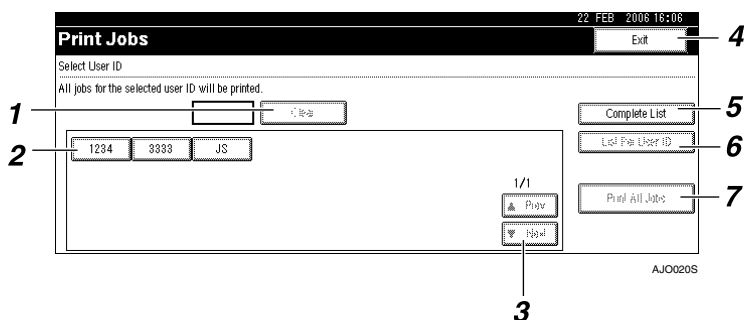 22 FEB 2006 16:06
Print Jobs
Exit
4
Select User ID
All jobs for the selected user ID will be printed.
1
Clear
Complete List
5
2
1234 3333 JS
List Per User ID
6
1/1
▲ Prev.
Print All Jobs
7
▼ Next
3
AJO020S